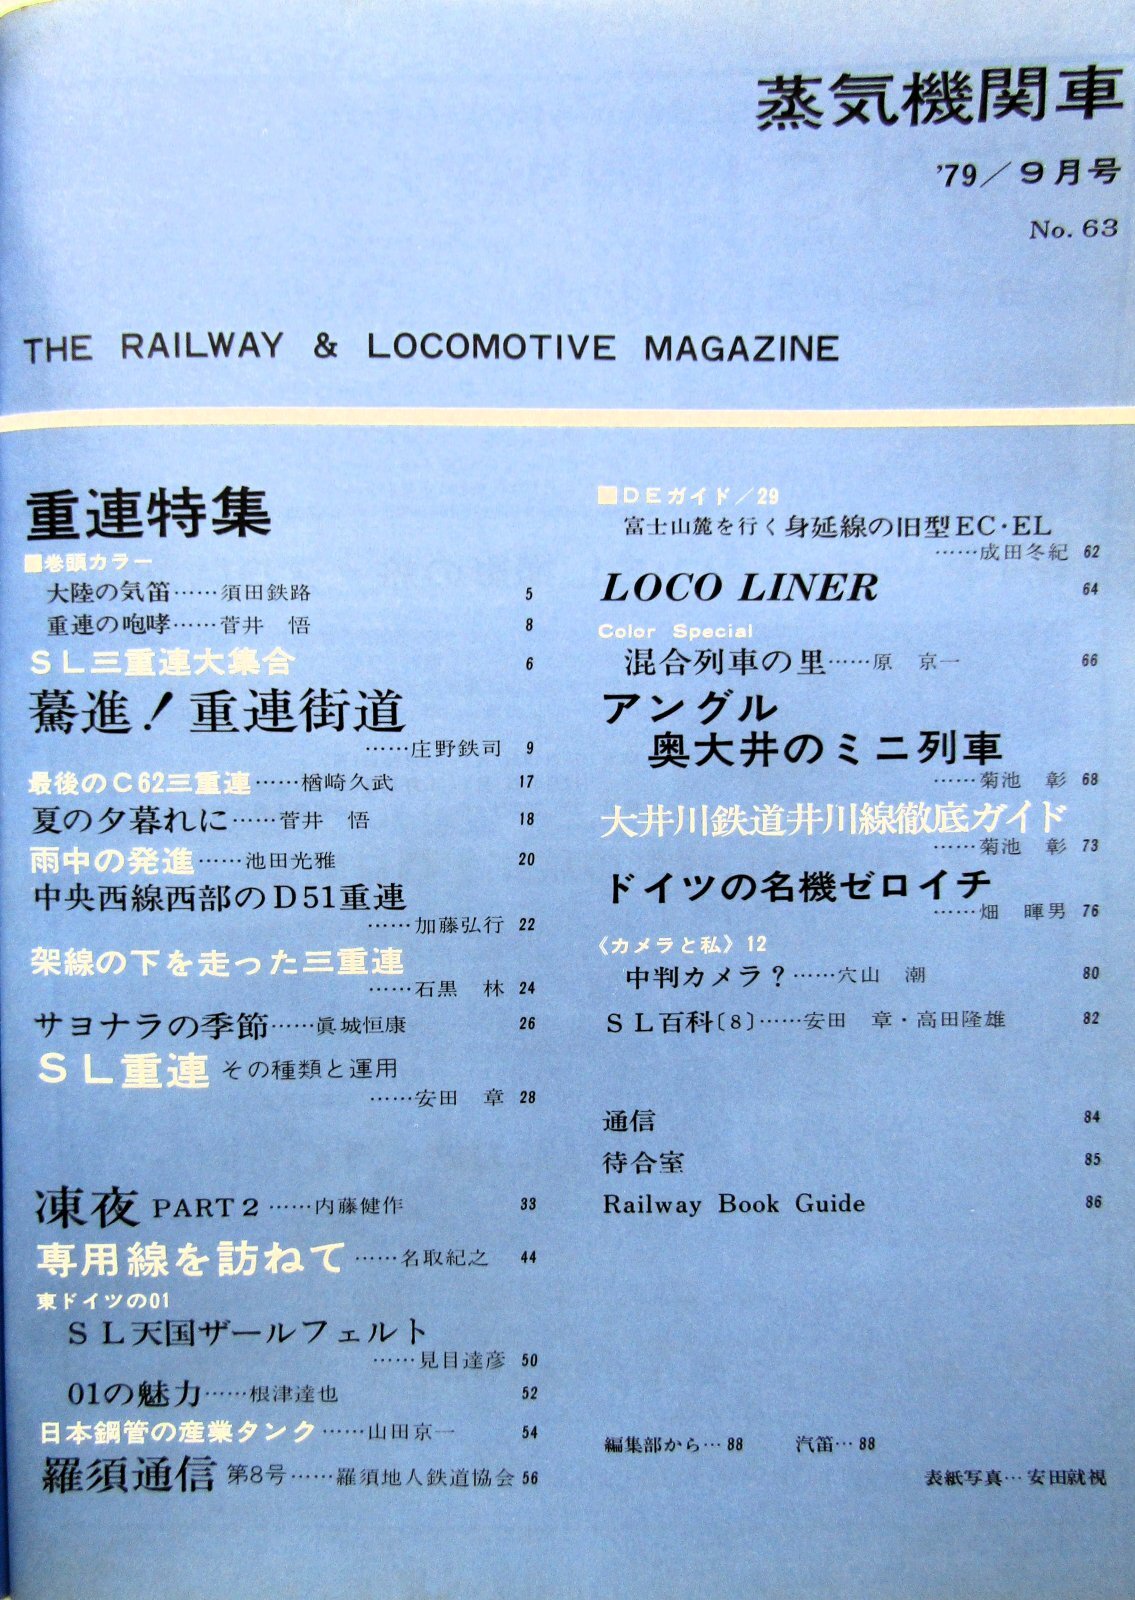 蒸気機関車
'79／9月号
No. 63
THE RAILWAY & LOCOMOTIVE MAGAZINE
重連特集
■巻頭カラー
大陸の気笛……須田鉄路 5
重連の咆哮……菅井　悟 8
ＳＬ三重連大集合 6
驀進！重連街道
……庄野鉄司 9
最後のＣ62三重連……楢崎久武 17
夏の夕暮れに……菅井　悟 18
雨中の発進……池田光雅 20
中央西線西部のＤ51重連
……加藤弘行 22
架線の下を走った三重連
……石黒　林 24
サヨナラの季節……眞城恒康 26
ＳＬ重連 その種類と運用
……安田　章 28
凍夜 PART 2……内藤健作 33
専用線を訪ねて……名取紀之 44
東ドイツの01
ＳＬ天国ザールフェルト
……見目達彦 50
01の魅力……根津達也 52
日本鋼管の産業タンク……山田京一 54
羅須通信 第8号……羅須地人鉄道協会 56
■ＤＥガイド／29
富士山麓を行く身延線の旧型EC・EL
……成田冬紀 62
LOCO LINER 64
Color Special
混合列車の里……原　京一 66
アングル
奥大井のミニ列車
……菊池　彰 68
大井川鉄道井川線徹底ガイド
……菊池　彰 73
ドイツの名機ゼロイチ
……畑　暉男 76
〈カメラと私〉12
中判カメラ？……穴山　潮 80
ＳＬ百科〔8〕……安田　章・高田隆雄 82
通信 84
待合室 85
Railway Book Guide 86
編集部から…88　汽笛…88
表紙写真…安田就視